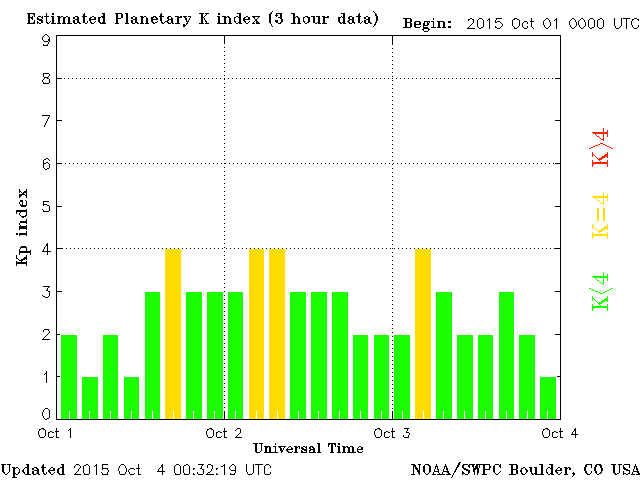 Estimated Planetary K index (3 hour data) Begin: 2015 Oct 01 0000 UTC
9
8
7
6
5
4
3
2
1
0
Kp index
K>4
K=4
K<4
Oct 1 Oct 2 Oct 3 Oct 4
Universal Time
Updated 2015 Oct 4 00:32:19 UTC NOAA/SWPC Boulder, CO USA